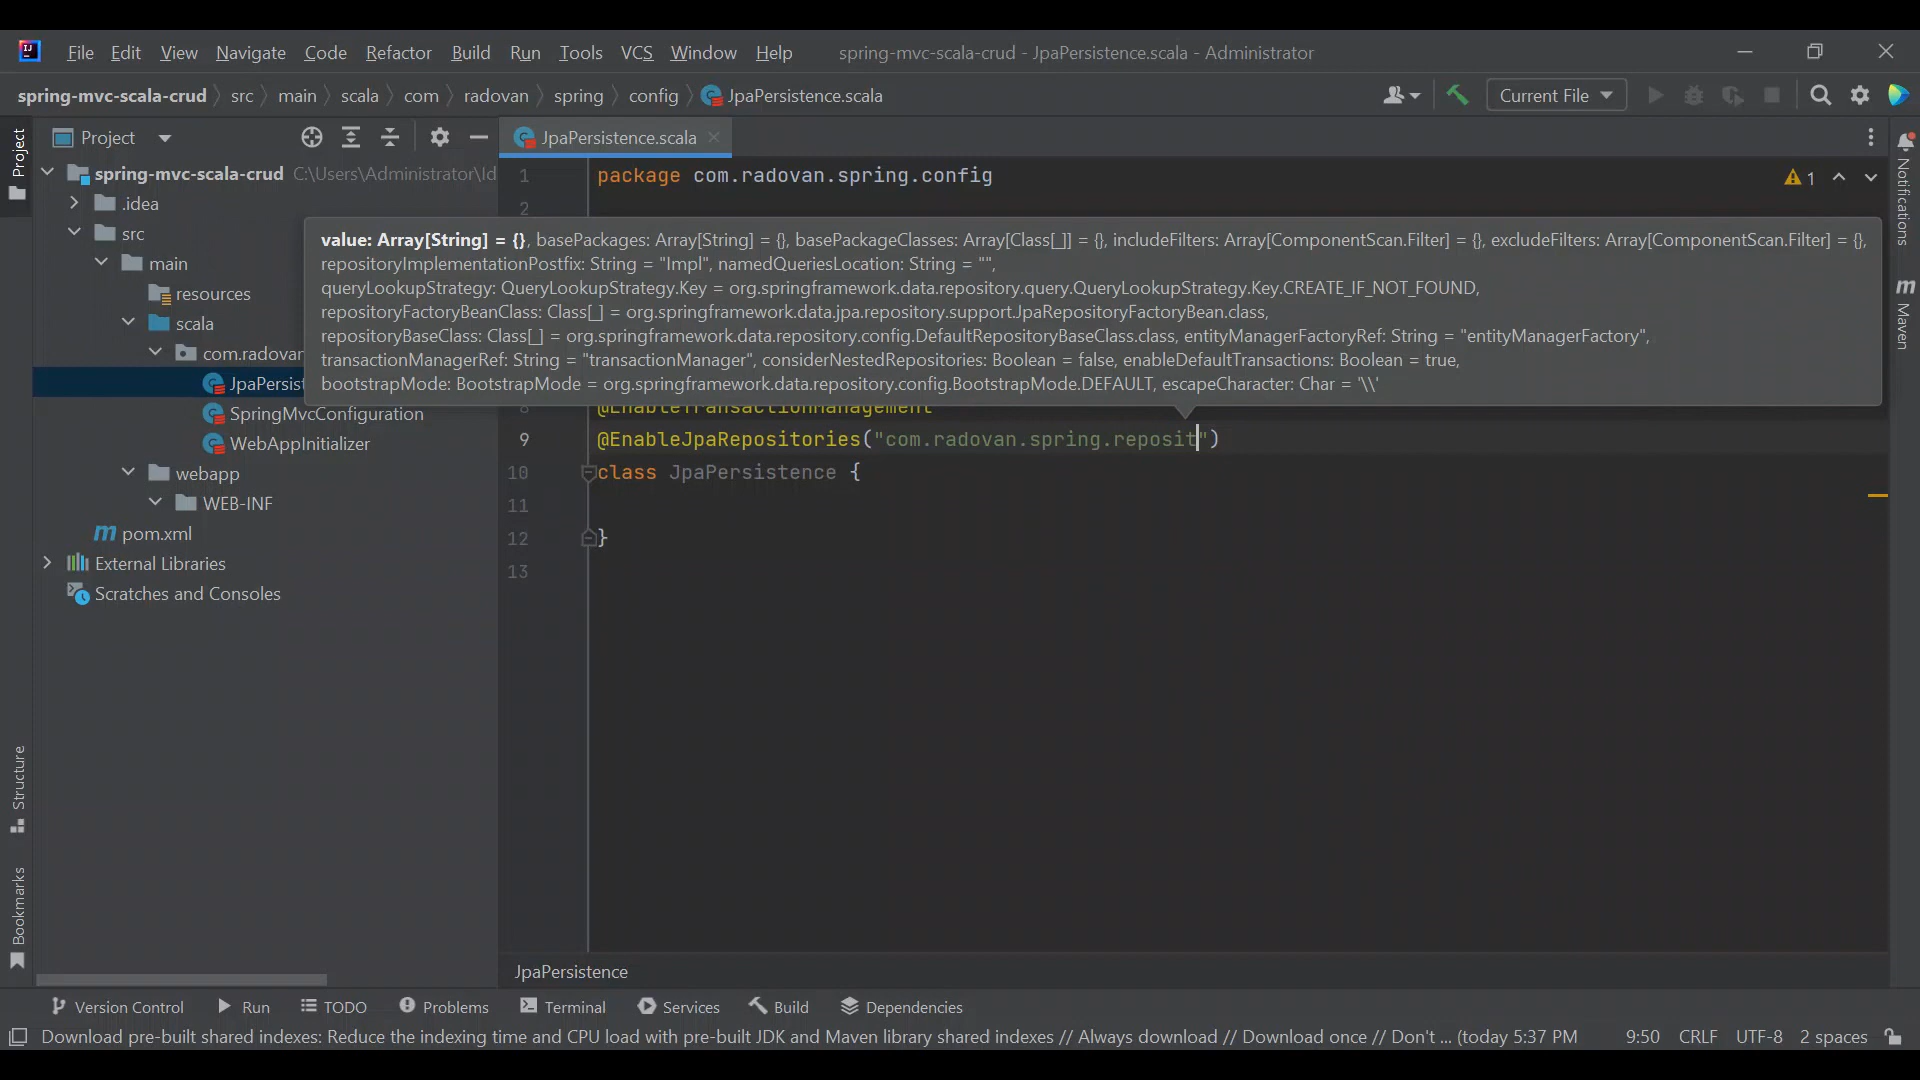 File Edit View Navigate Code Refactor Build Run Tools VCS Window Help spring-mvc-scala-crud - JpaPersistence.scala - Administrator
spring-mvc-scala-crud src main scala com radovan spring config JpaPersistence.scala Current File
Project
Project
JpaPersistence.scala
spring-mvc-scala-crud C:\Users\Administrator\Id
.idea
src
main
resources
scala
com.radovan
JpaPersist
SpringMvcConfiguration
WebAppInitializer
webapp
WEB-INF
pom.xml
External Libraries
Scratches and Consoles
Structure
Bookmarks
1 package com.radovan.spring.config
1
2
value: Array[String] = {}, basePackages: Array[String] = {}, basePackageClasses: Array[Class[_]] = {}, includeFilters: Array[ComponentScan.Filter] = {}, excludeFilters: Array[ComponentScan.Filter] = {},
repositoryImplementationPostfix: String = "Impl", namedQueriesLocation: String = "",
queryLookupStrategy: QueryLookupStrategy.Key = org.springframework.data.repository.query.QueryLookupStrategy.Key.CREATE_IF_NOT_FOUND,
repositoryFactoryBeanClass: Class[_] = org.springframework.data.jpa.repository.support.JpaRepositoryFactoryBean.class,
repositoryBaseClass: Class[_] = org.springframework.data.repository.config.DefaultRepositoryBaseClass.class, entityManagerFactoryRef: String = "entityManagerFactory",
transactionManagerRef: String = "transactionManager", considerNestedRepositories: Boolean = false, enableDefaultTransactions: Boolean = true,
bootstrapMode: BootstrapMode = org.springframework.data.repository.config.BootstrapMode.DEFAULT, escapeCharacter: Char = '\\'
8 @EnableTransactionManagement
9 @EnableJpaRepositories("com.radovan.spring.reposit")
10 class JpaPersistence {
11
12 }
13
JpaPersistence
Notifications
Maven
Version Control Run TODO Problems Terminal Services Build Dependencies
Download pre-built shared indexes: Reduce the indexing time and CPU load with pre-built JDK and Maven library shared indexes // Always download // Download once // Don't ... (today 5:37 PM 9:50 CRLF UTF-8 2 spaces